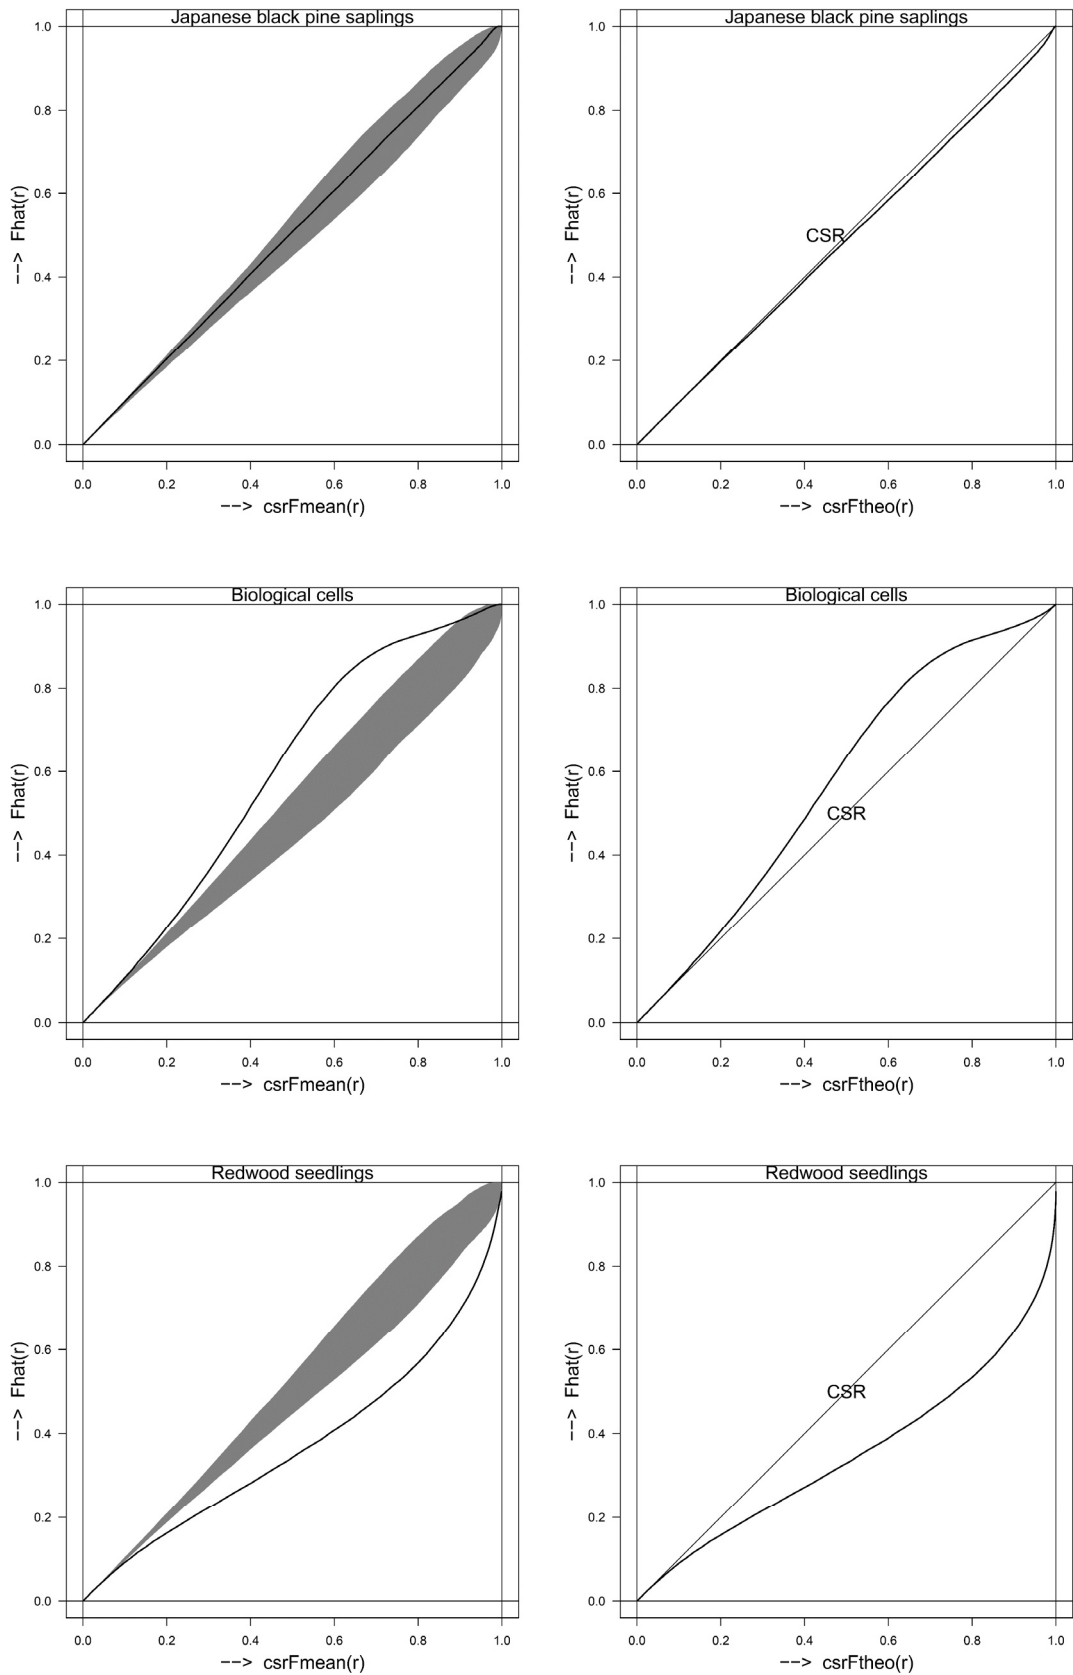 Japanese black pine saplings
1.0
0.8
0.6
0.4
0.2
0.0
--> Fhat(r)
0.0 0.2 0.4 0.6 0.8 1.0
--> csrFmean(r)
Japanese black pine saplings
1.0
0.8
0.6
0.4
0.2
0.0
--> Fhat(r)
CSR
0.0 0.2 0.4 0.6 0.8 1.0
--> csrFtheo(r)
Biological cells
1.0
0.8
0.6
0.4
0.2
0.0
--> Fhat(r)
0.0 0.2 0.4 0.6 0.8 1.0
--> csrFmean(r)
Biological cells
1.0
0.8
0.6
0.4
0.2
0.0
--> Fhat(r)
CSR
0.0 0.2 0.4 0.6 0.8 1.0
--> csrFtheo(r)
Redwood seedlings
1.0
0.8
0.6
0.4
0.2
0.0
--> Fhat(r)
0.0 0.2 0.4 0.6 0.8 1.0
--> csrFmean(r)
Redwood seedlings
1.0
0.8
0.6
0.4
0.2
0.0
--> Fhat(r)
CSR
0.0 0.2 0.4 0.6 0.8 1.0
--> csrFtheo(r)